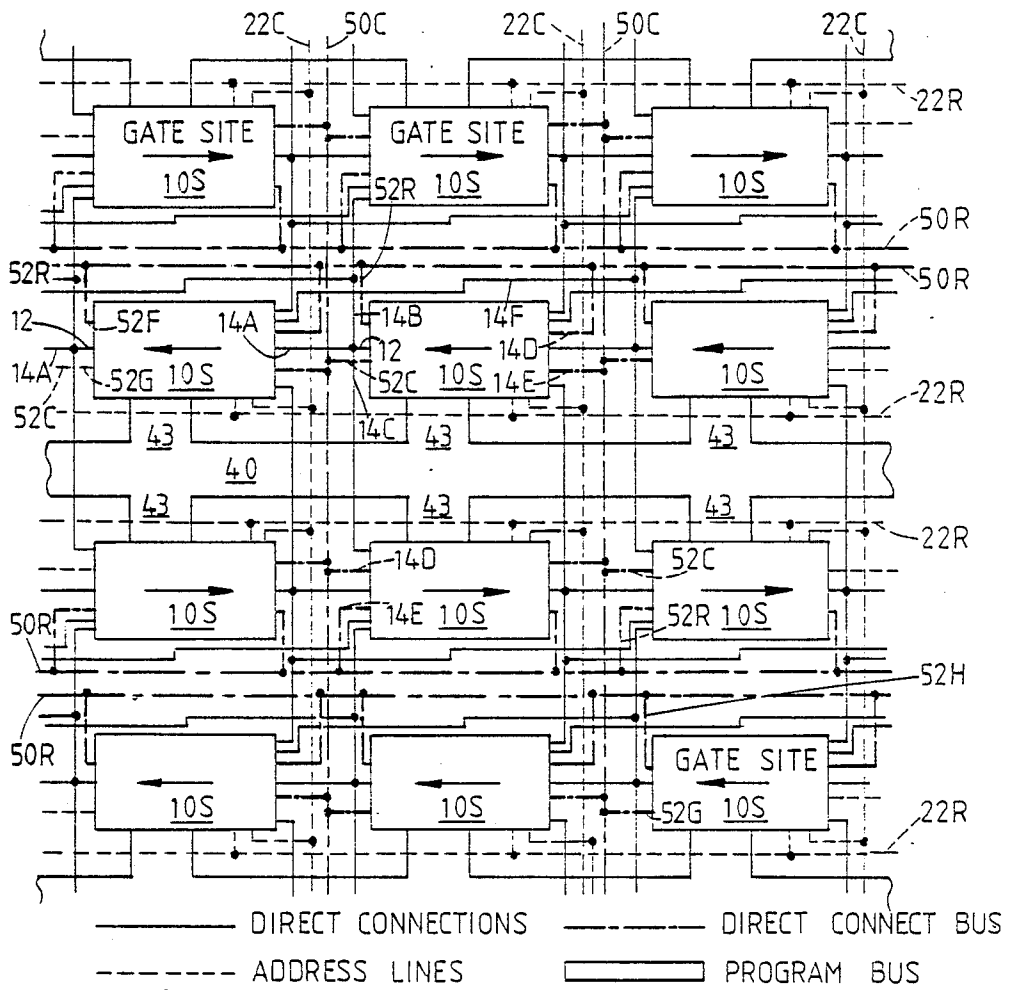 22C 50C 22C 50C 22C
22R
GATE SITE GATE SITE
10S 10S 10S
52R
50R
52R 50R
52F 14A 14B 14F
12 12 14D
14A 52G 10S 52C 10S 14E 10S
52C 22R
43 14C 43 43
40
43 43 43
22R
14D 52C
10S 14E 10S 52R 10S
50R
52H
50R
GATE SITE
10S 10S 52G 10S
22R
DIRECT CONNECTIONS DIRECT CONNECT BUS
ADDRESS LINES PROGRAM BUS